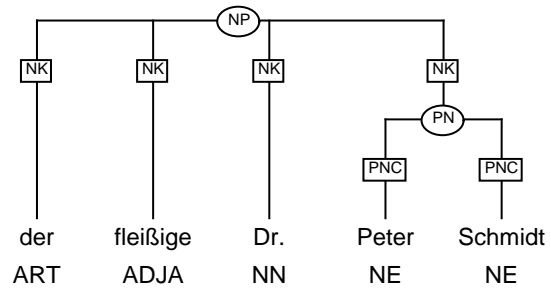 NP
NK NK NK NK
PN
PNC PNC
der fleißige Dr. Peter Schmidt
ART ADJA NN NE NE